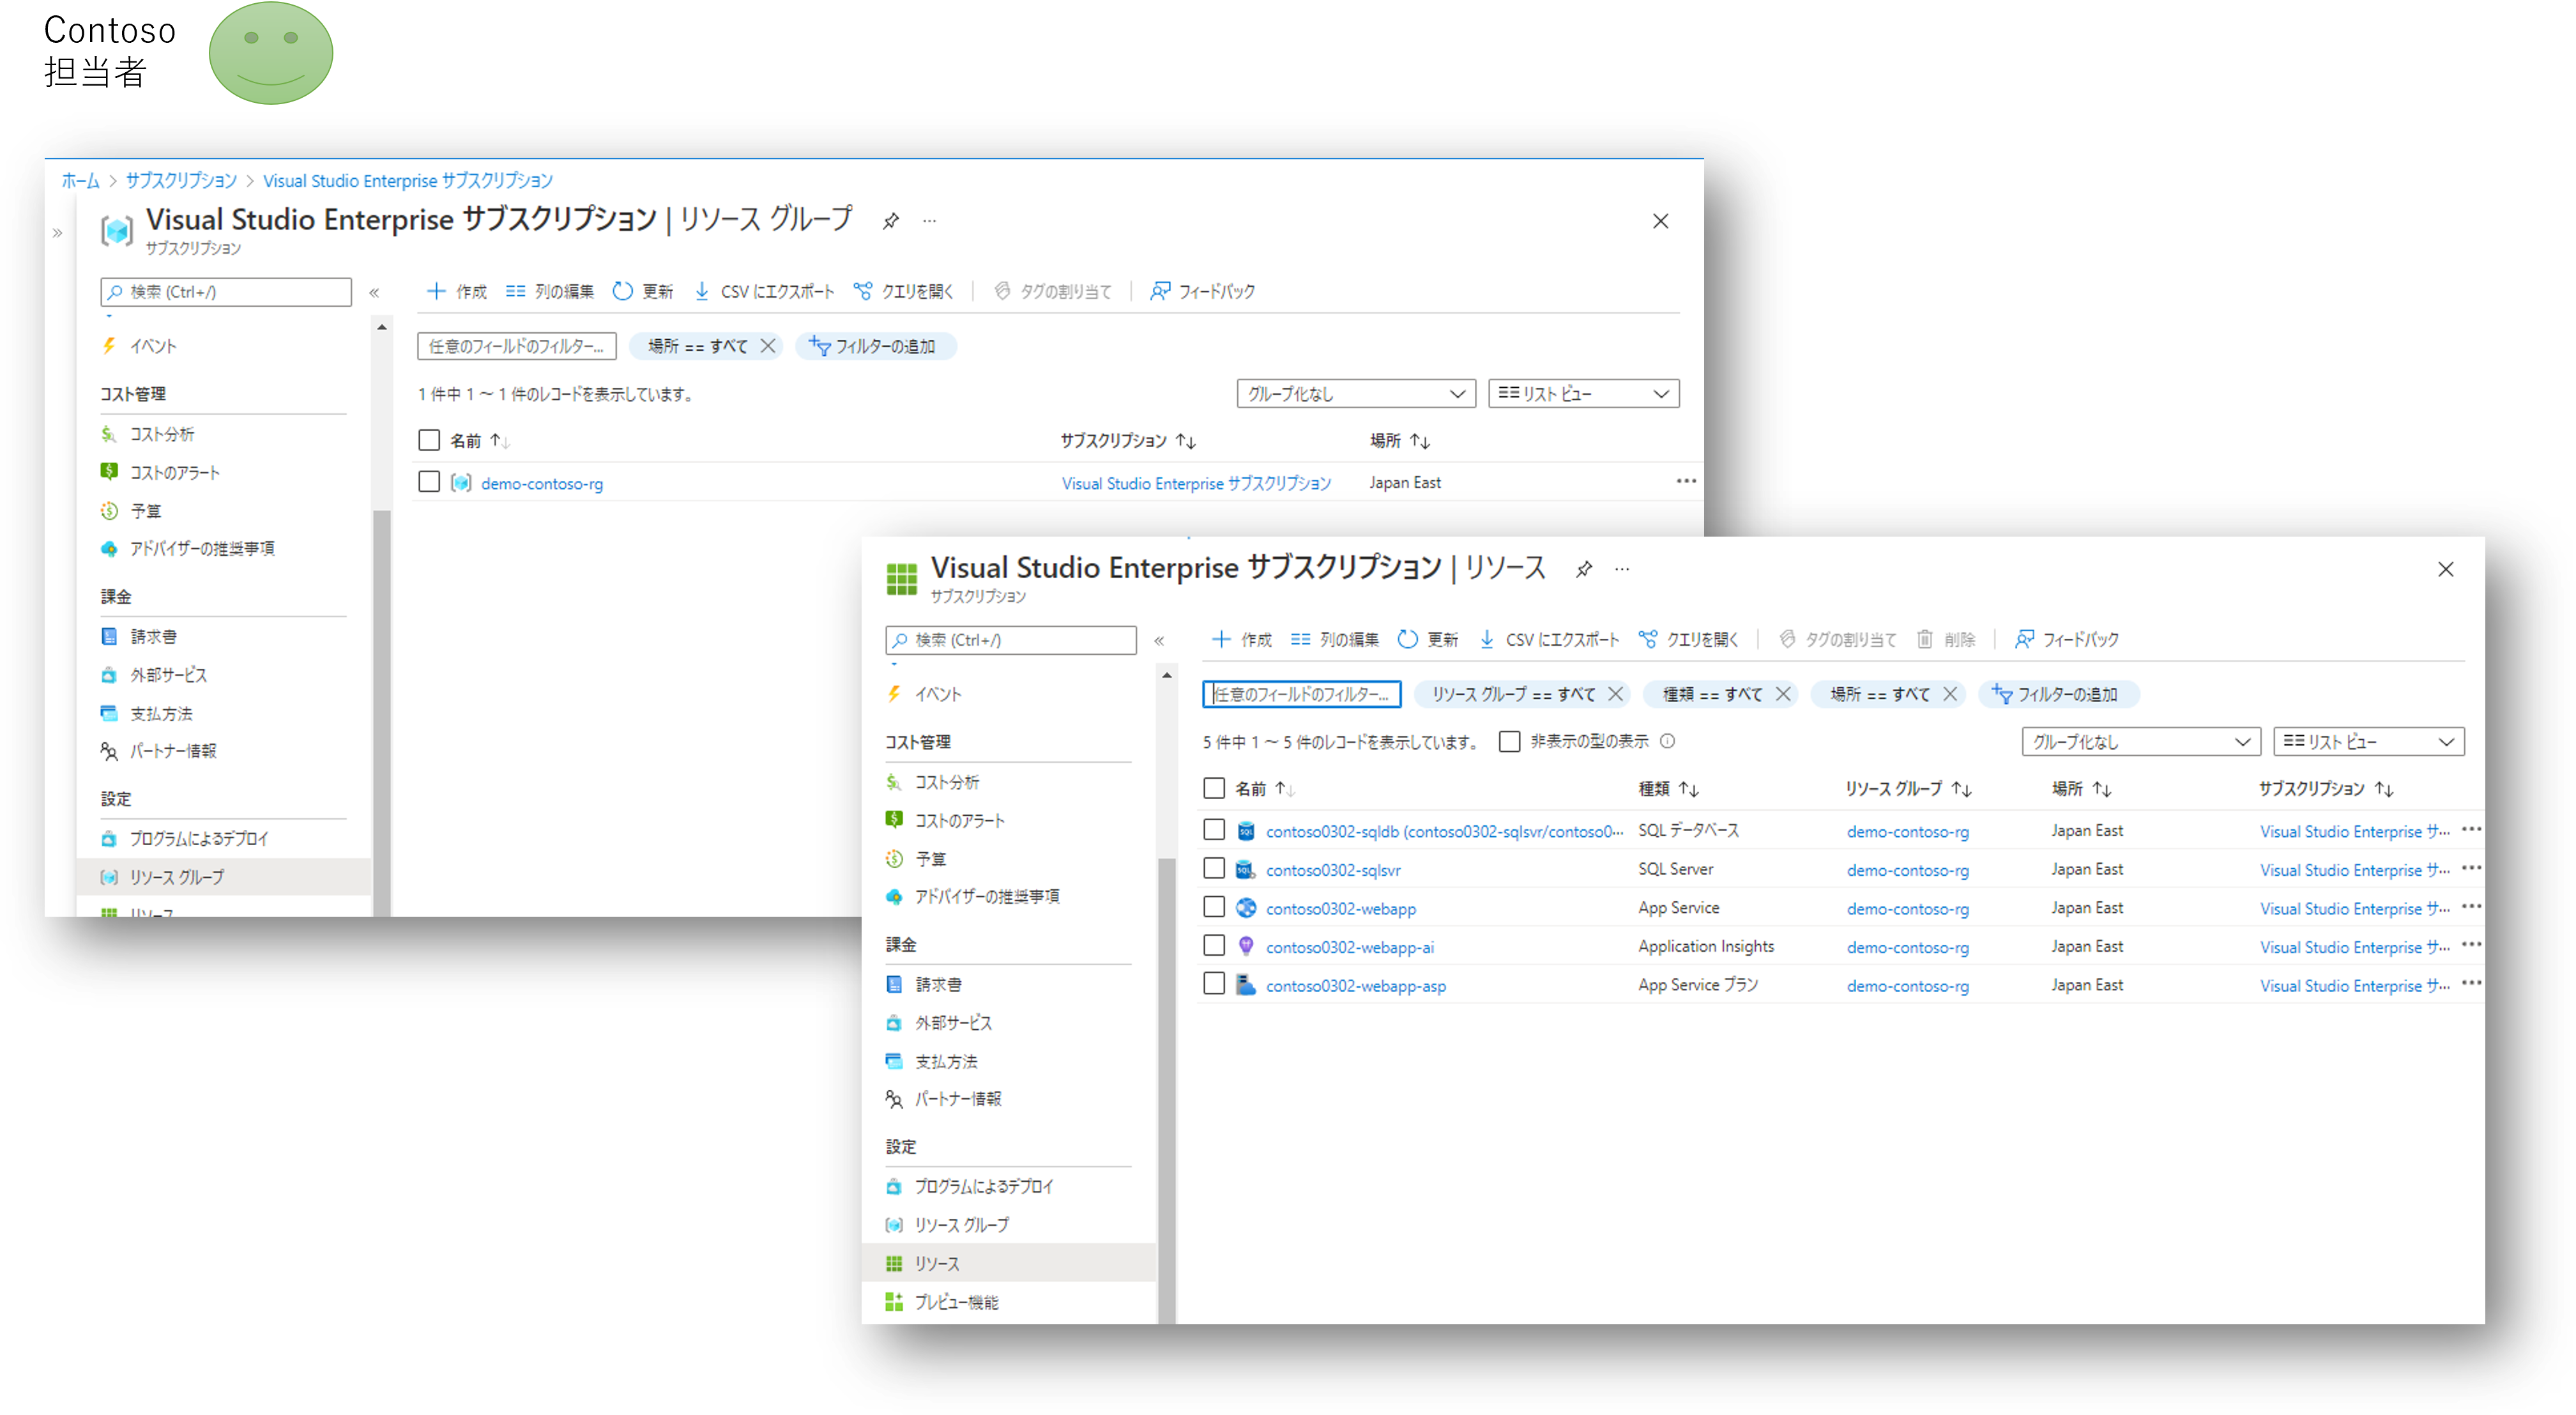 Contoso
担当者
ホーム > サブスクリプション > Visual Studio Enterprise サブスクリプション
Visual Studio Enterprise サブスクリプション | リソース グループ
サブスクリプション
検索 (Ctrl+/)
作成 列の編集 更新 CSV にエクスポート クエリを開く タグの割り当て フィードバック
イベント
コスト管理
コスト分析
コストのアラート
予算
アドバイザーの推奨事項
課金
請求書
外部サービス
支払方法
パートナー情報
設定
プログラムによるデプロイ
リソース グループ
リソース
任意のフィールドのフィルター... 場所 == すべて フィルターの追加
1 件中 1 ～ 1 件のレコードを表示しています。 グループ化なし リスト ビュー
名前 サブスクリプション 場所
demo-contoso-rg Visual Studio Enterprise サブスクリプション Japan East
Visual Studio Enterprise サブスクリプション | リソース
サブスクリプション
検索 (Ctrl+/)
作成 列の編集 更新 CSV にエクスポート クエリを開く タグの割り当て 削除 フィードバック
イベント
コスト管理
コスト分析
コストのアラート
予算
アドバイザーの推奨事項
課金
請求書
外部サービス
支払方法
パートナー情報
設定
プログラムによるデプロイ
リソース グループ
リソース
プレビュー機能
任意のフィールドのフィルター... リソース グループ == すべて 種類 == すべて 場所 == すべて フィルターの追加
5 件中 1 ～ 5 件のレコードを表示しています。 非表示の型の表示 グループ化なし リスト ビュー
名前 種類 リソース グループ 場所 サブスクリプション
contoso0302-sqldb (contoso0302-sqlsvr/contoso0... SQL データベース demo-contoso-rg Japan East Visual Studio Enterprise サ...
contoso0302-sqlsvr SQL Server demo-contoso-rg Japan East Visual Studio Enterprise サ...
contoso0302-webapp App Service demo-contoso-rg Japan East Visual Studio Enterprise サ...
contoso0302-webapp-ai Application Insights demo-contoso-rg Japan East Visual Studio Enterprise サ...
contoso0302-webapp-asp App Service プラン demo-contoso-rg Japan East Visual Studio Enterprise サ...